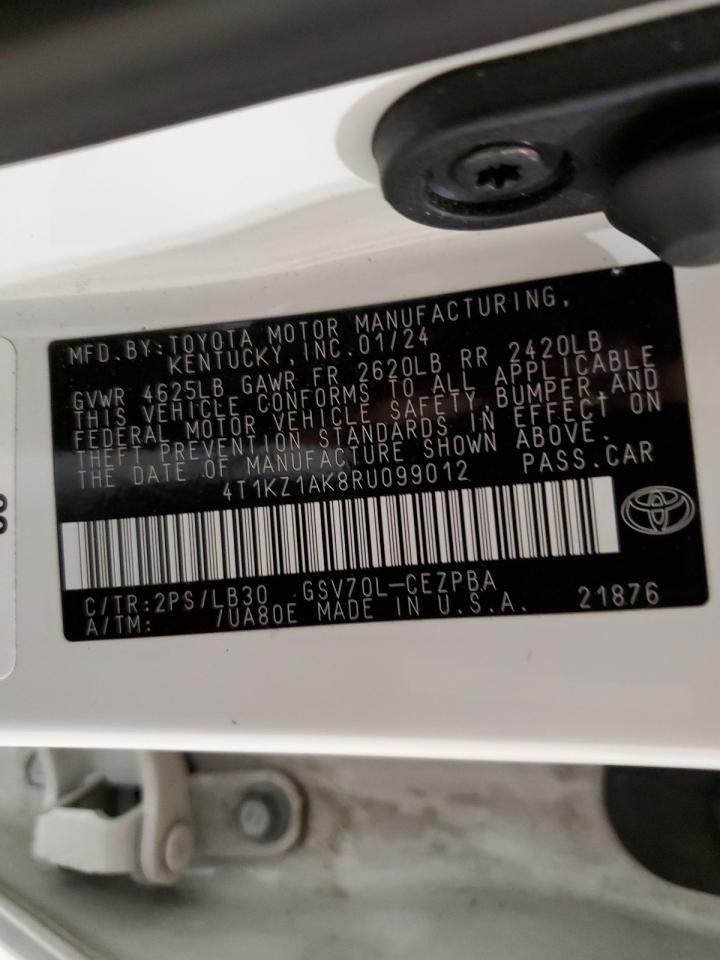 MFD.BY:TOYOTA MOTOR MANUFACTURING,
KENTUCKY,INC.01/24
GVWR 4625LB GAWR FR 2620LB RR 2420LB
THIS VEHICLE CONFORMS TO ALL APPLICABLE
FEDERAL MOTOR VEHICLE SAFETY,BUMPER AND
THEFT PREVENTION STANDARDS IN EFFECT ON
THE DATE OF MANUFACTURE SHOWN ABOVE.
4T1KZ1AK8RU099012 PASS.CAR
C/TR:2PS/LB30 GSV70L-CEZPBA
A/TM: /UA80E MADE IN U.S.A. 21876